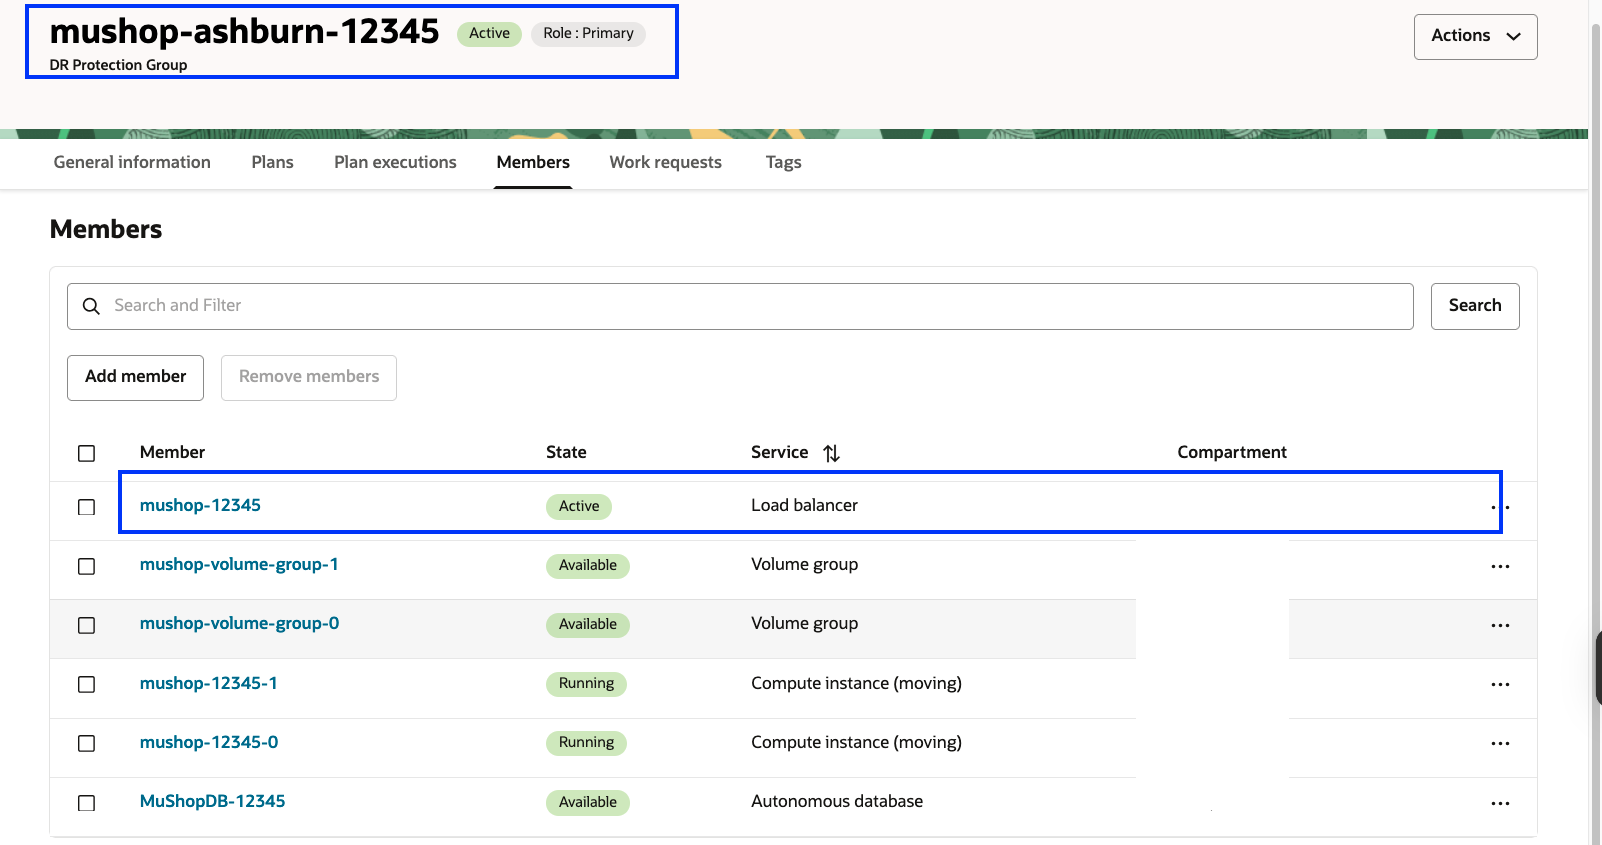 mushop-ashburn-12345 Active Role : Primary
DR Protection Group
Actions
General information Plans Plan executions Members Work requests Tags
Members
Search and Filter Search
Add member Remove members
Member State Service Compartment
mushop-12345 Active Load balancer
mushop-volume-group-1 Available Volume group
mushop-volume-group-0 Available Volume group
mushop-12345-1 Running Compute instance (moving)
mushop-12345-0 Running Compute instance (moving)
MuShopDB-12345 Available Autonomous database